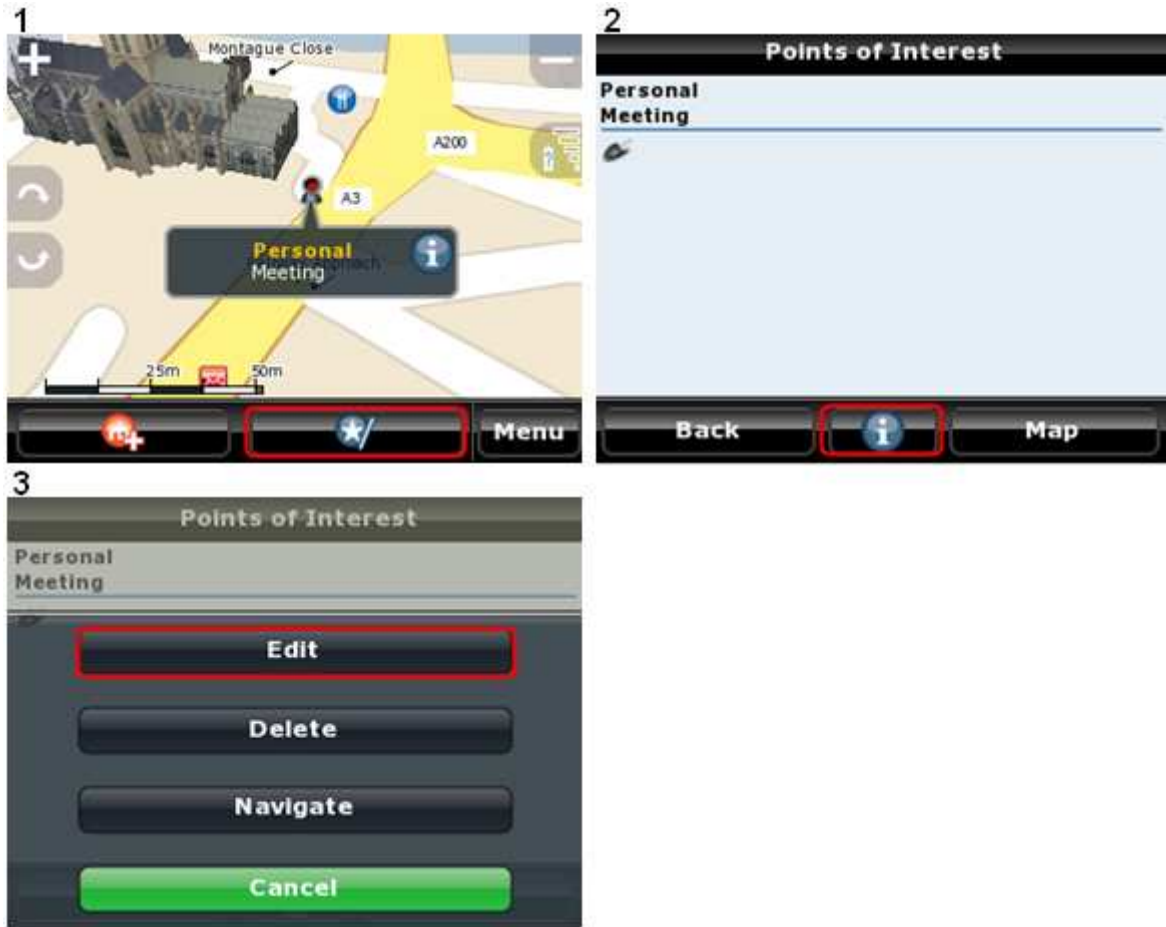 1
Montague Close
A200
A3
Personal
Meeting
i
25m
50m
Menu
2
Points of Interest
Personal
Meeting
Back
i
Map
3
Points of Interest
Personal
Meeting
Edit
Delete
Navigate
Cancel